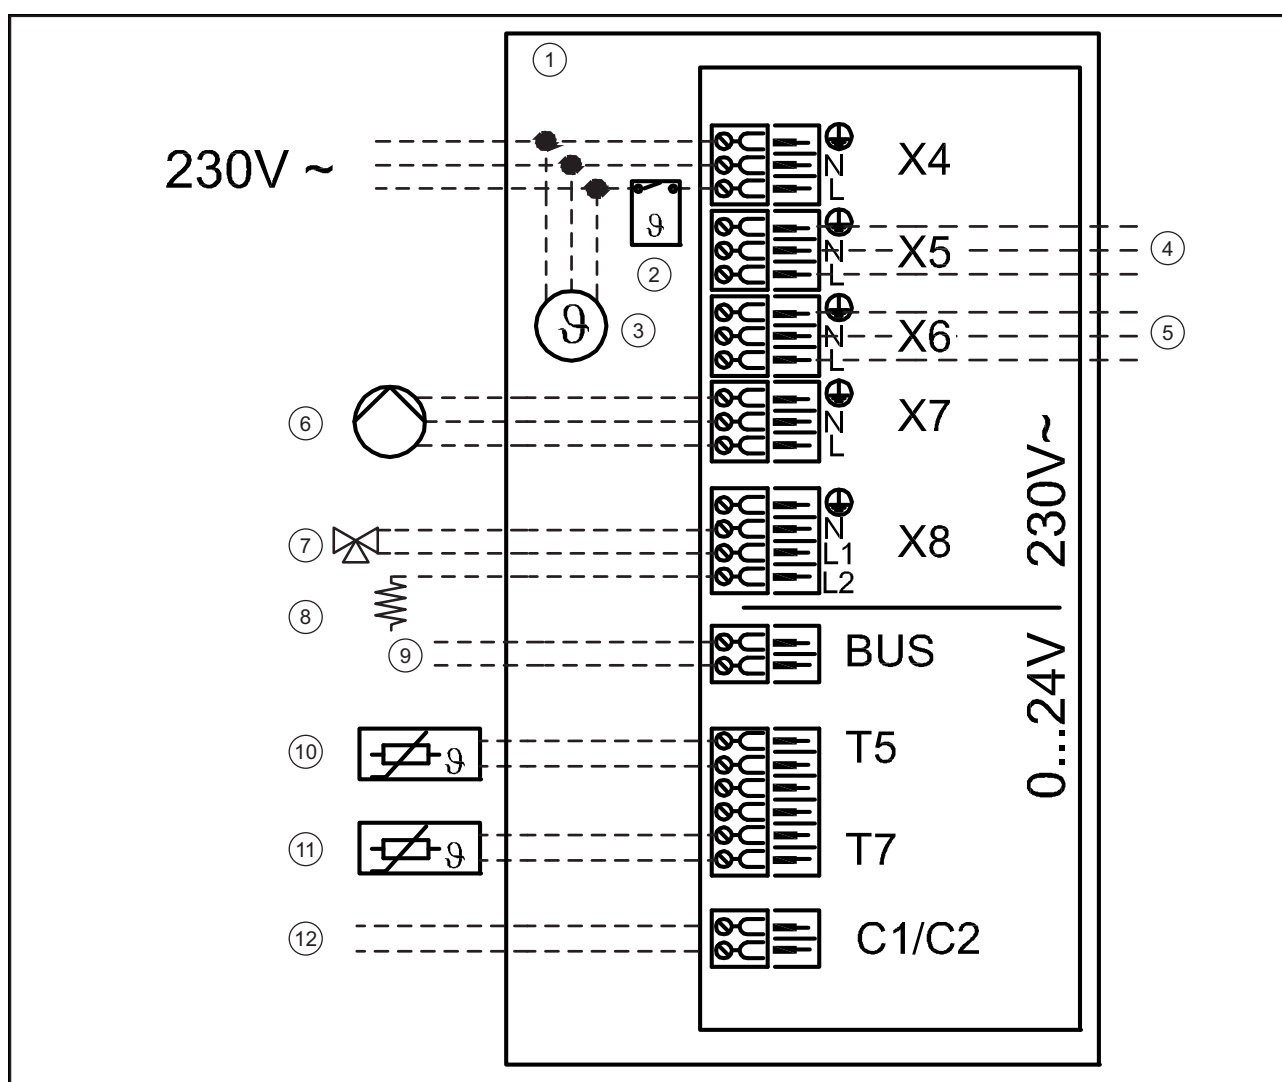 1
230V ~
N
L
X4
ϑ
2
N
L
X5
4
ϑ
3
N
L
X6
5
6
N
L
X7
230V~
7
N
L1
L2
X8
8
9
BUS
0...24V
10
ϑ
T5
11
ϑ
T7
12
C1/C2